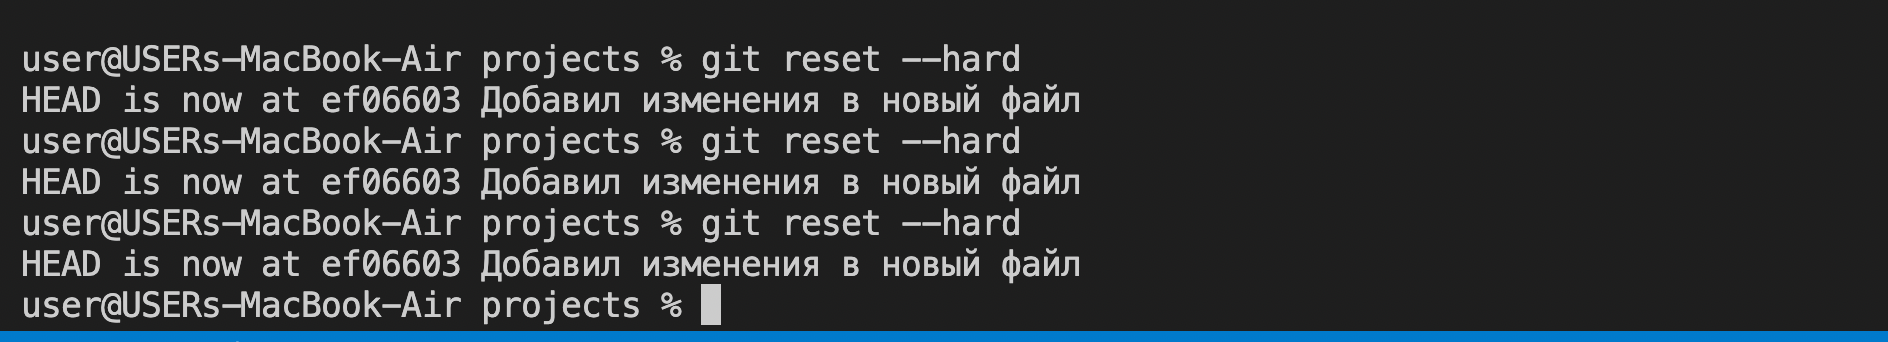 user@USERs-MacBook-Air projects % git reset --hard
HEAD is now at ef06603 Добавил изменения в новый файл
user@USERs-MacBook-Air projects % git reset --hard
HEAD is now at ef06603 Добавил изменения в новый файл
user@USERs-MacBook-Air projects % git reset --hard
HEAD is now at ef06603 Добавил изменения в новый файл
user@USERs-MacBook-Air projects %